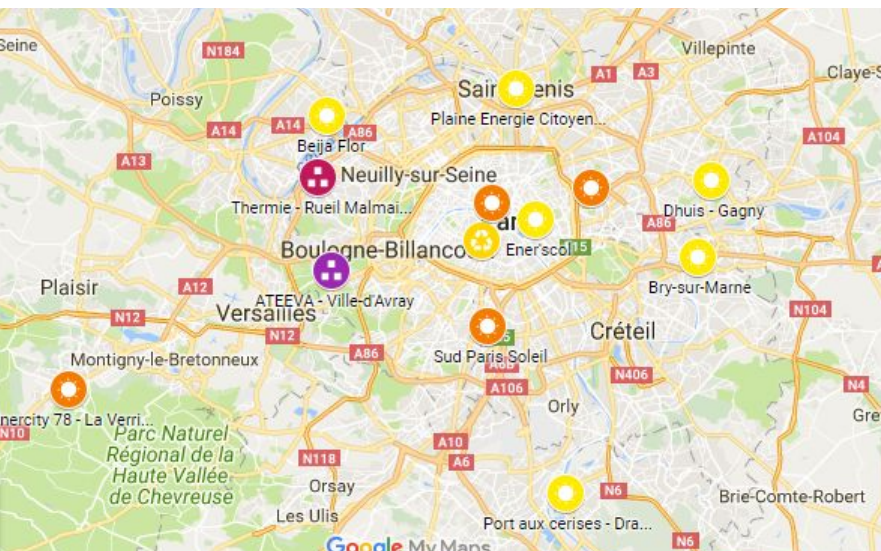 Seine
N184
Villepinte
A1
A3
Claye-S
Poissy
Plaine Energie Citoyen...
A14
A14
A86
Beija Flor
A104
A13
Neuilly-sur-Seine
Thermie - Rueil Malmai...
Dhuis - Gagny
A86
Boulogne-Billanco
Ener'scol
15
Bry-sur-Marne
Plaisir
A12
ATEEVA - Ville-d'Avray
Versailles
N12
N12
N104
Créteil
A86
Sud Paris Soleil
Montigny-le-Bretonneux
A6B
N406
A106
N4
Orly
Gre
nercity 78 - La Verri...
N10
Parc Naturel
Régional de la
Haute Vallée
de Chevreuse
A10
N118
A6
Orsay
N6
Brie-Comte-Robert
Les Ulis
Port aux cerises - Dra...
N6
Google My Maps